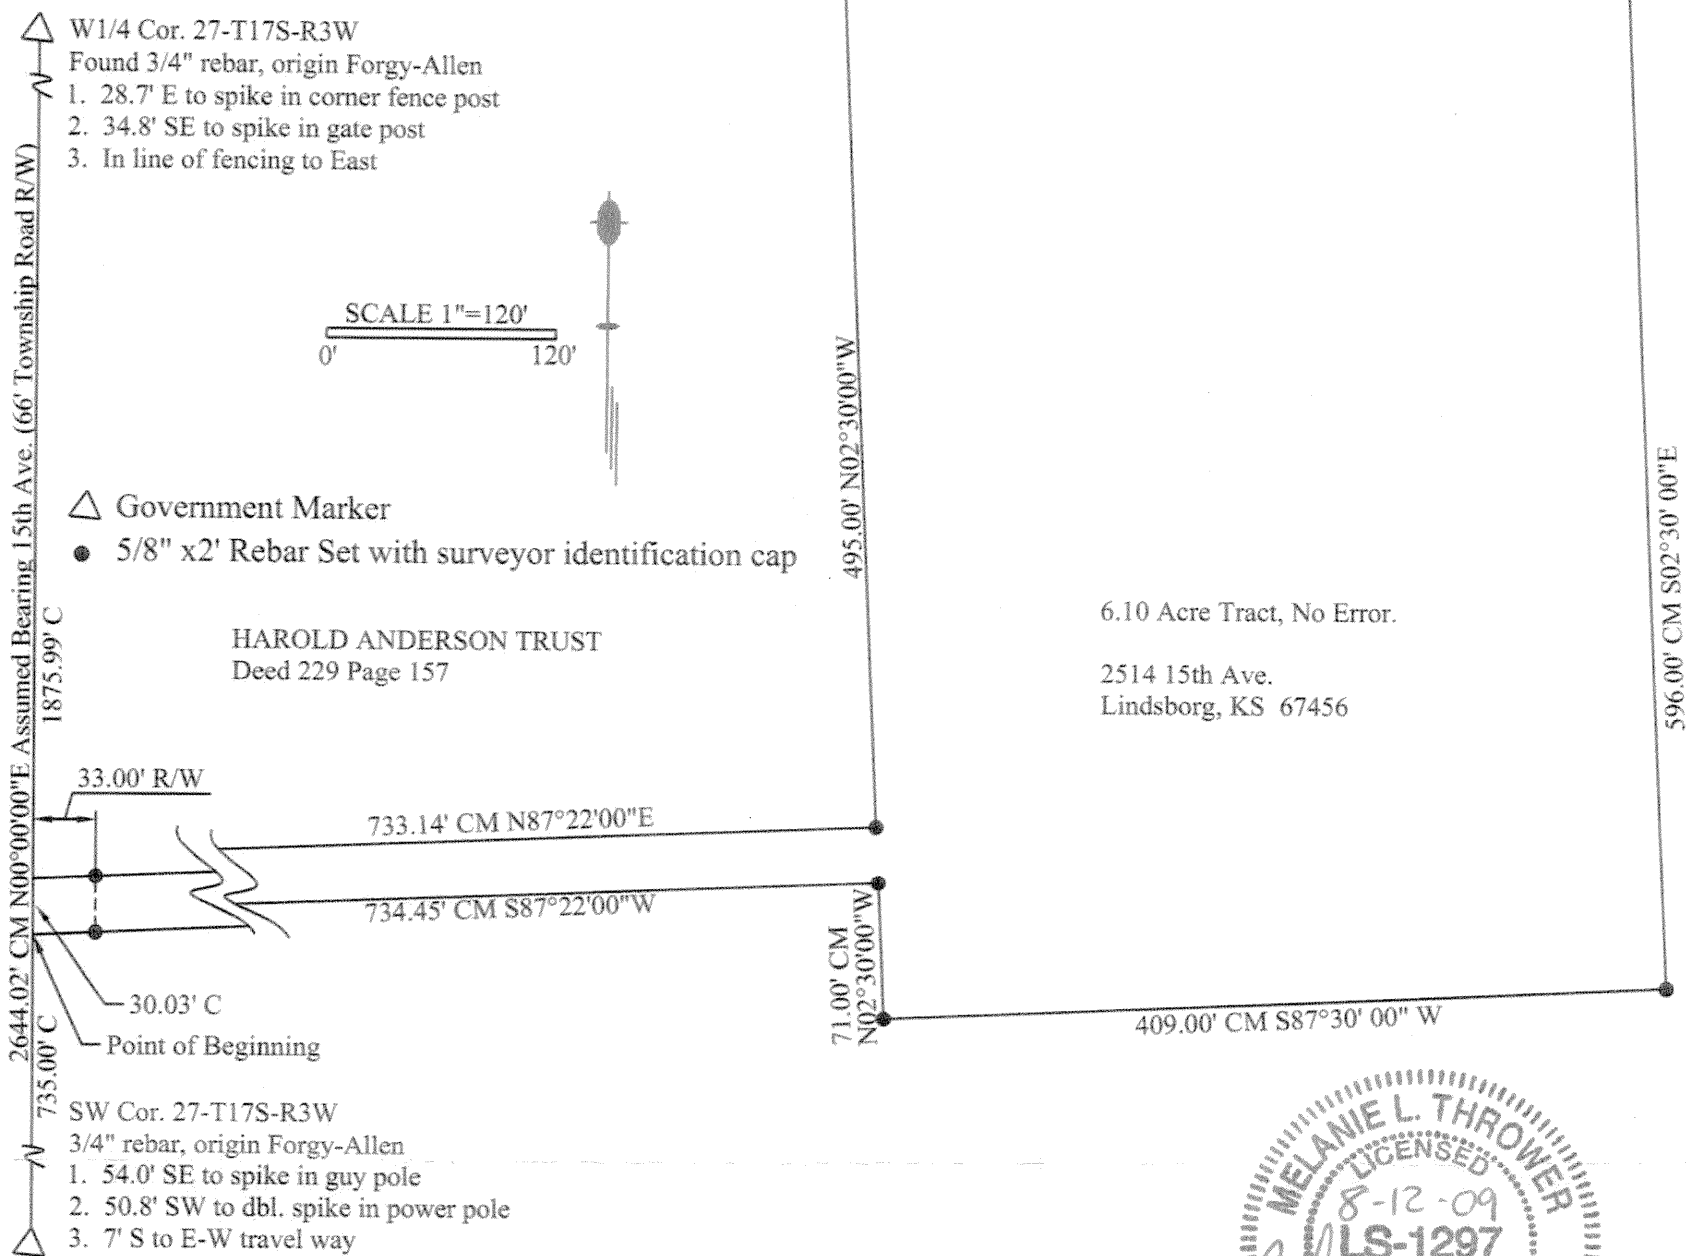 W1/4 Cor. 27-T17S-R3W
Found 3/4" rebar, origin Forgy-Allen
1. 28.7' E to spike in corner fence post
2. 34.8' SE to spike in gate post
3. In line of fencing to East
SCALE 1"=120'
0' 120'
△ Government Marker
● 5/8" x2' Rebar Set with surveyor identification cap
HAROLD ANDERSON TRUST
Deed 229 Page 157
2644.02' CM N00°00'00"E Assumed Bearing 15th Ave. (66' Township Road R/W)
1875.99' C
495.00' N02°30'00"W
6.10 Acre Tract, No Error.
2514 15th Ave.
Lindsborg, KS 67456
596.00' CM S02°30' 00"E
33.00' R/W
733.14' CM N87°22'00"E
734.45' CM S87°22'00"W
71.00' CM
N02°30'00"W
409.00' CM S87°30' 00" W
30.03' C
Point of Beginning
735.00' C
SW Cor. 27-T17S-R3W
3/4" rebar, origin Forgy-Allen
1. 54.0' SE to spike in guy pole
2. 50.8' SW to dbl. spike in power pole
3. 7' S to E-W travel way
MELANIE L. THROWER
LICENSED
8-12-09
LS-1297